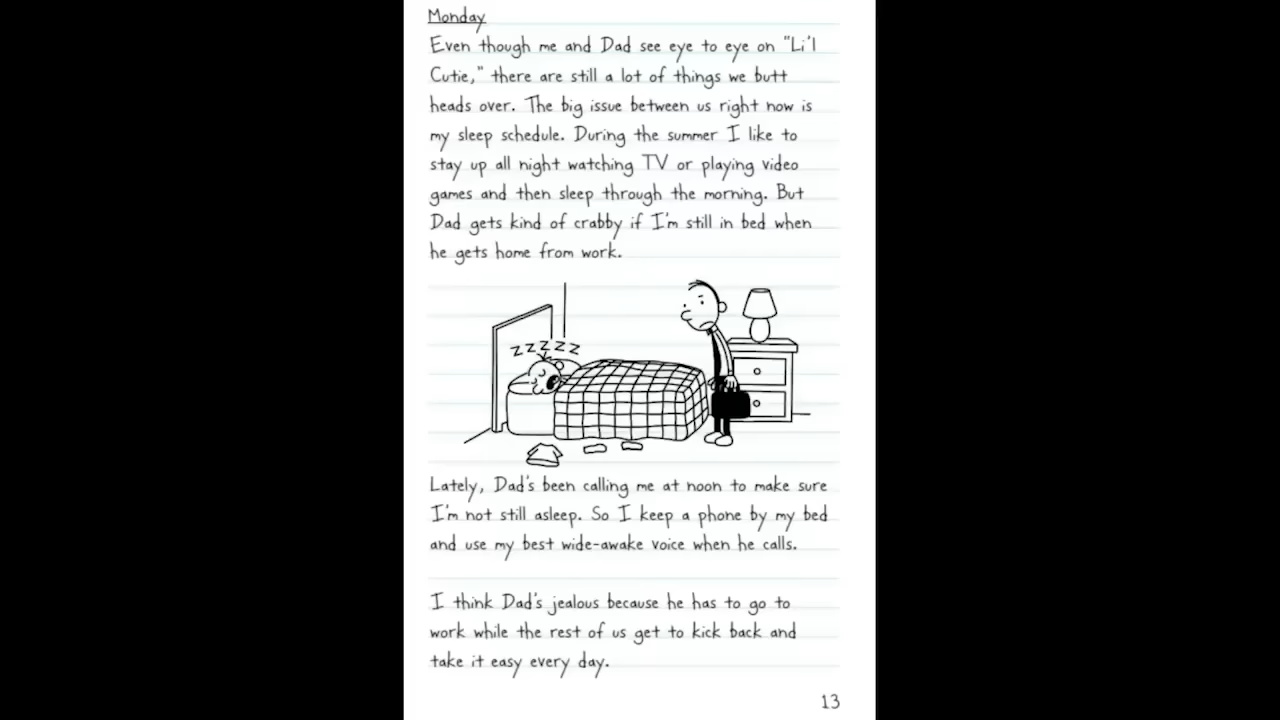 Monday
Even though me and Dad see eye to eye on "Li'l
Cutie," there are still a lot of things we butt
heads over. The big issue between us right now is
my sleep schedule. During the summer I like to
stay up all night watching TV or playing video
games and then sleep through the morning. But
Dad gets kind of crabby if I'm still in bed when
he gets home from work.
ZZZZZ
Lately, Dad's been calling me at noon to make sure
I'm not still asleep. So I keep a phone by my bed
and use my best wide-awake voice when he calls.
I think Dad's jealous because he has to go to
work while the rest of us get to kick back and
take it easy every day.
13